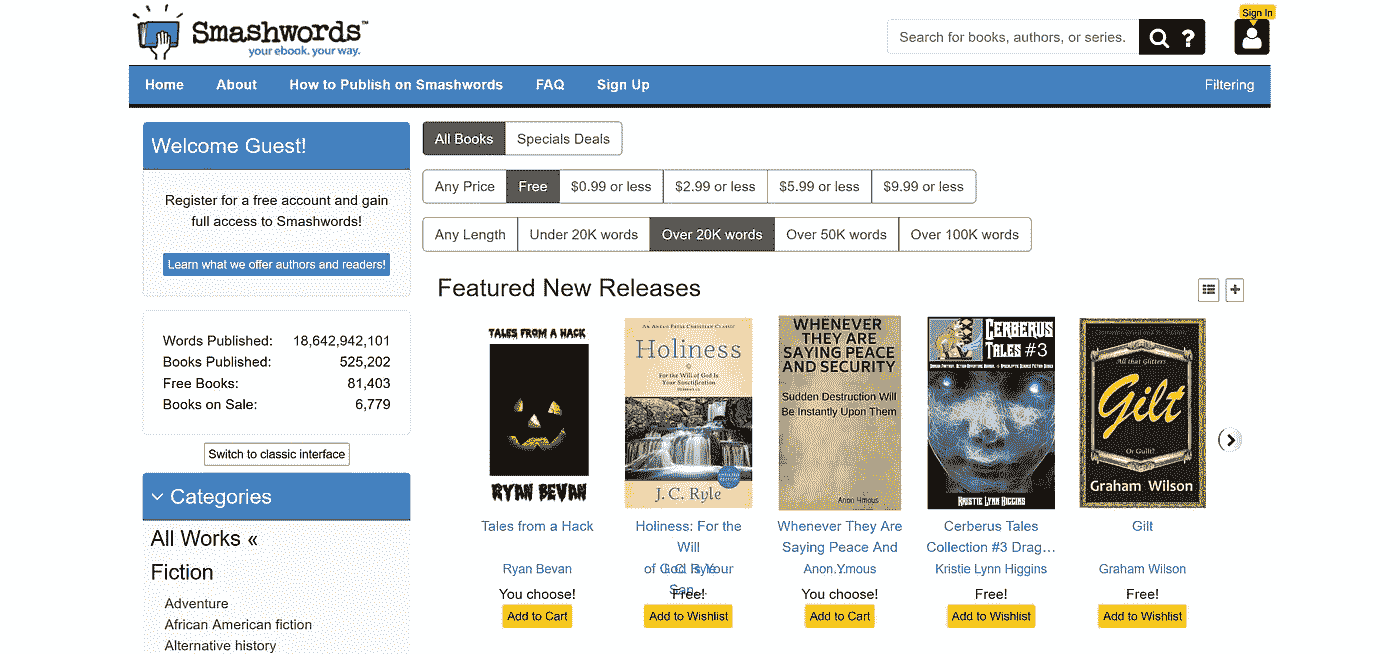 Smashwords™
your ebook. your way.
Search for books, authors, or series.
?
Sign In
Home About How to Publish on Smashwords FAQ Sign Up Filtering
Welcome Guest!
Register for a free account and gain
full access to Smashwords!
Learn what we offer authors and readers!
Words Published: 18,642,942,101
Books Published: 525,202
Free Books: 81,403
Books on Sale: 6,779
Switch to classic interface
Categories
All Works «
Fiction
Adventure
African American fiction
Alternative history
All Books Specials Deals
Any Price Free $0.99 or less $2.99 or less $5.99 or less $9.99 or less
Any Length Under 20K words Over 20K words Over 50K words Over 100K words
Featured New Releases
TALES FROM A HACK
RYAN BEVAN
Tales from a Hack
Ryan Bevan
You choose!
Add to Cart
AN ANEKO PRESS CHRISTIAN CLASSIC
Holiness
For the Will of God Is
Your Sanctification
J. C. Ryle
Holiness: For the
Will
of God Is Your
San…
J. C. Ryle
Free!
Add to Wishlist
WHENEVER
THEY ARE
SAYING PEACE
AND SECURITY
Sudden Destruction Will
Be Instantly Upon Them
Anon Ymous
Whenever They Are
Saying Peace And
Anon.Ymous
You choose!
Add to Cart
CERBERUS
TALES #3
KRISTIE LYNN HIGGINS
Cerberus Tales
Collection #3 Drag…
Kristie Lynn Higgins
Free!
Add to Wishlist
All that Glitters
Gilt
Or Guilt?
Graham Wilson
Gilt
Graham Wilson
Free!
Add to Wishlist